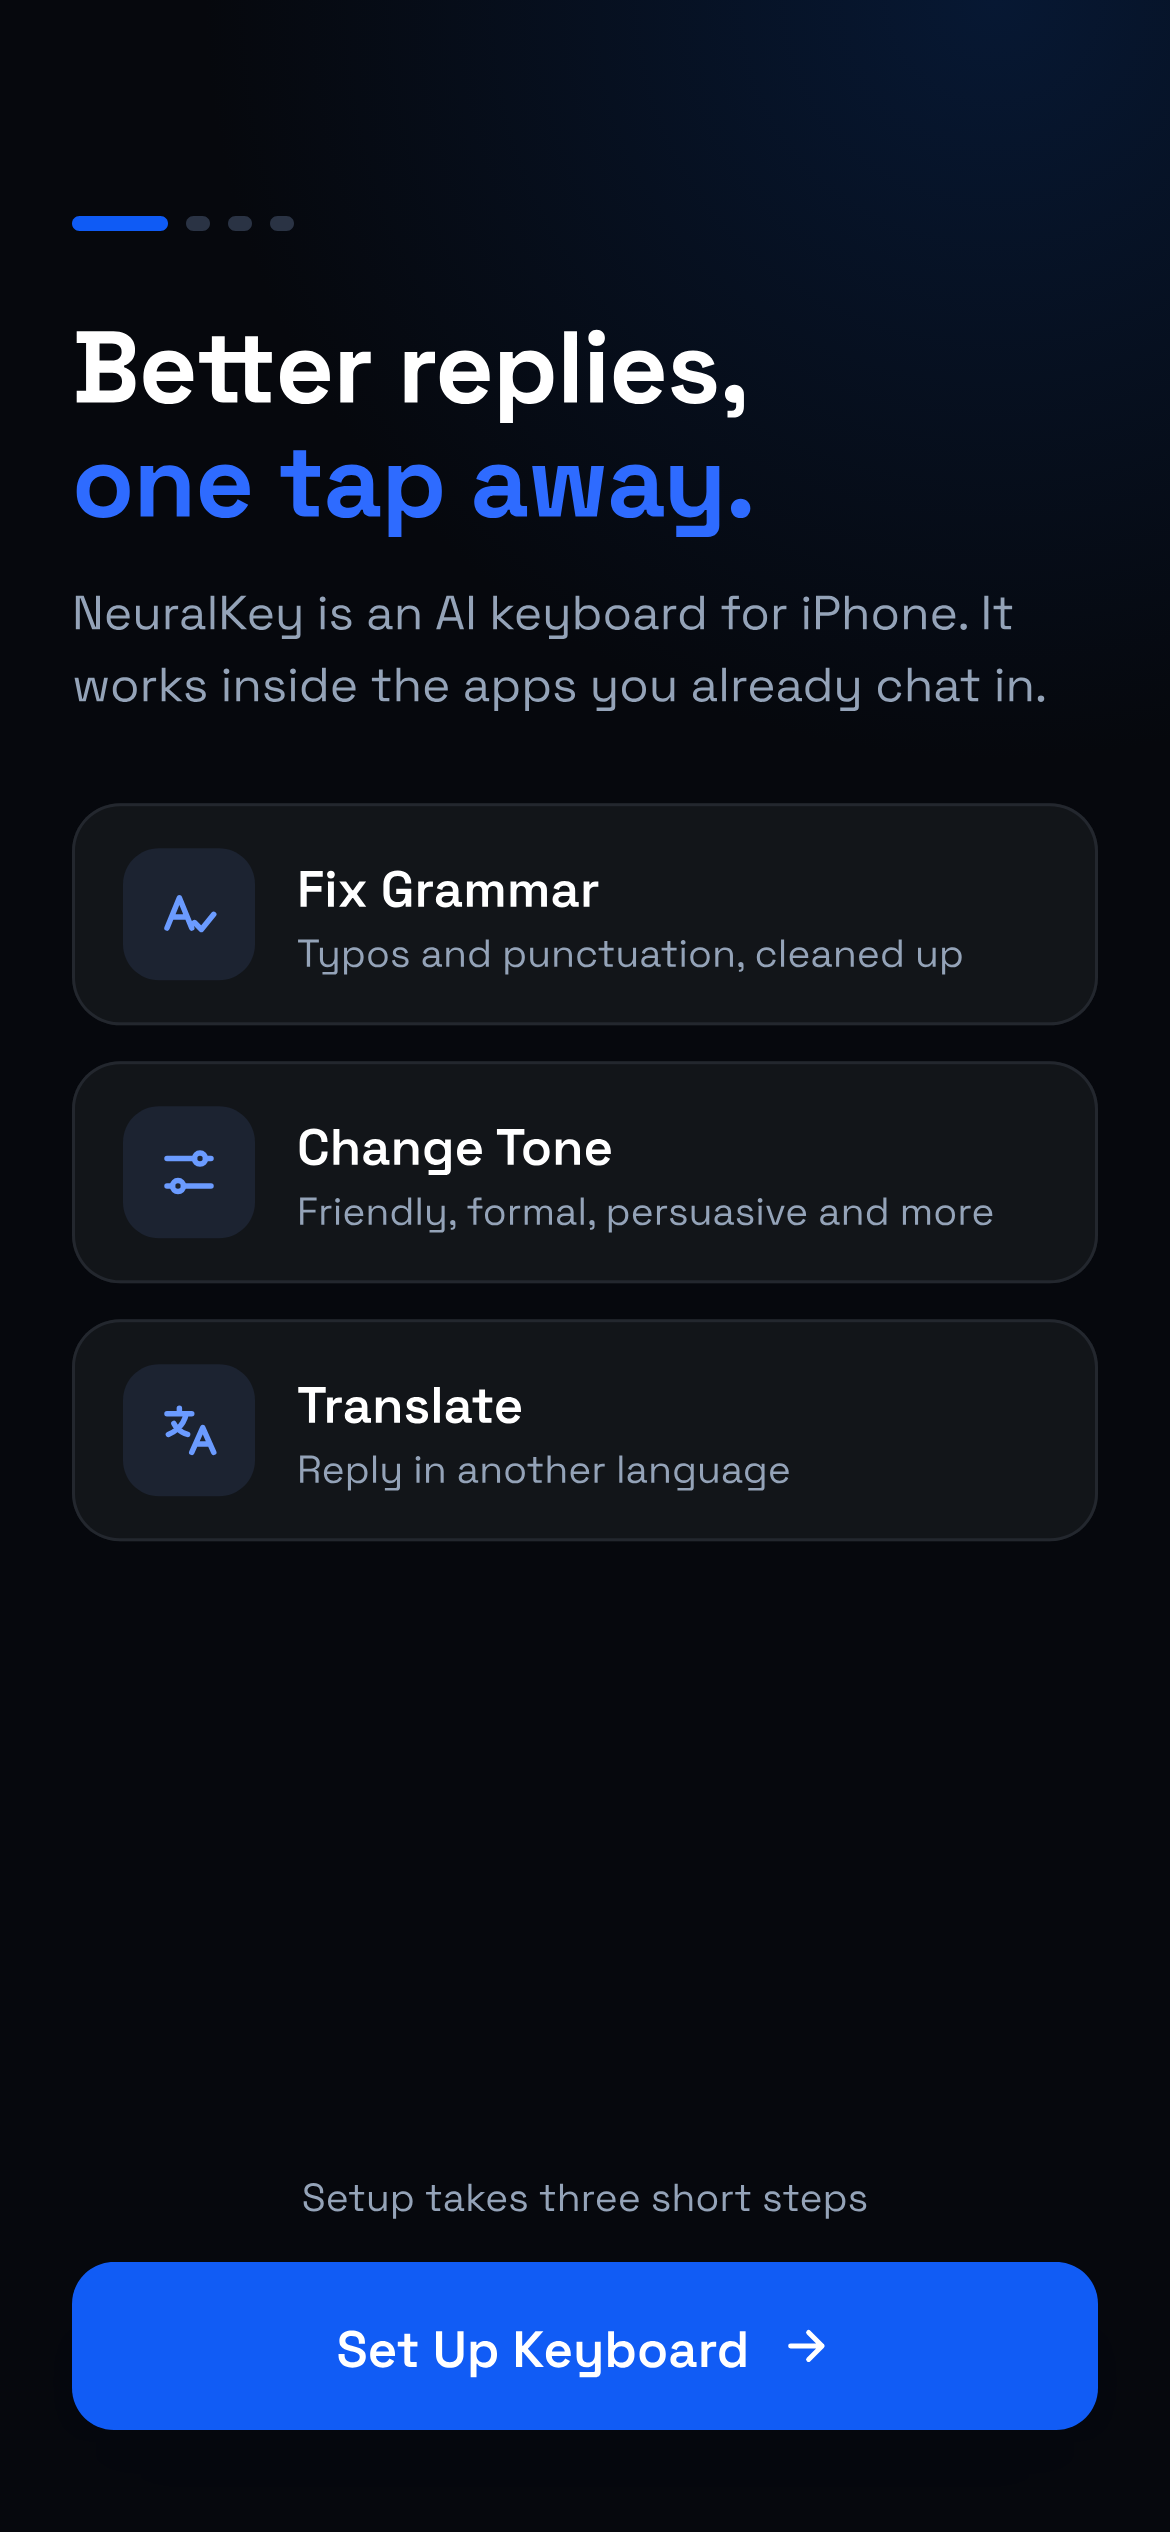 Better replies,
one tap away.
NeuralKey is an AI keyboard for iPhone. It
works inside the apps you already chat in.
Fix Grammar
Typos and punctuation, cleaned up
Change Tone
Friendly, formal, persuasive and more
Translate
Reply in another language
Setup takes three short steps
Set Up Keyboard →